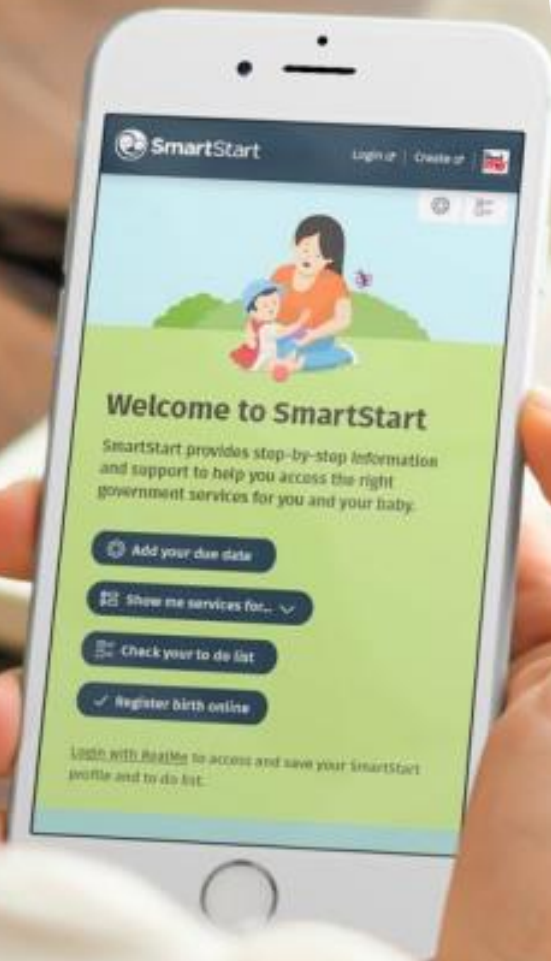 SmartStart
Login | Create
Welcome to SmartStart
SmartStart provides step-by-step information
and support to help you access the right
government services for you and your baby.
Add your due date
Show me services for...
Check your to do list
Register birth online
Login with RealMe to access and save your SmartStart
profile and to do list.